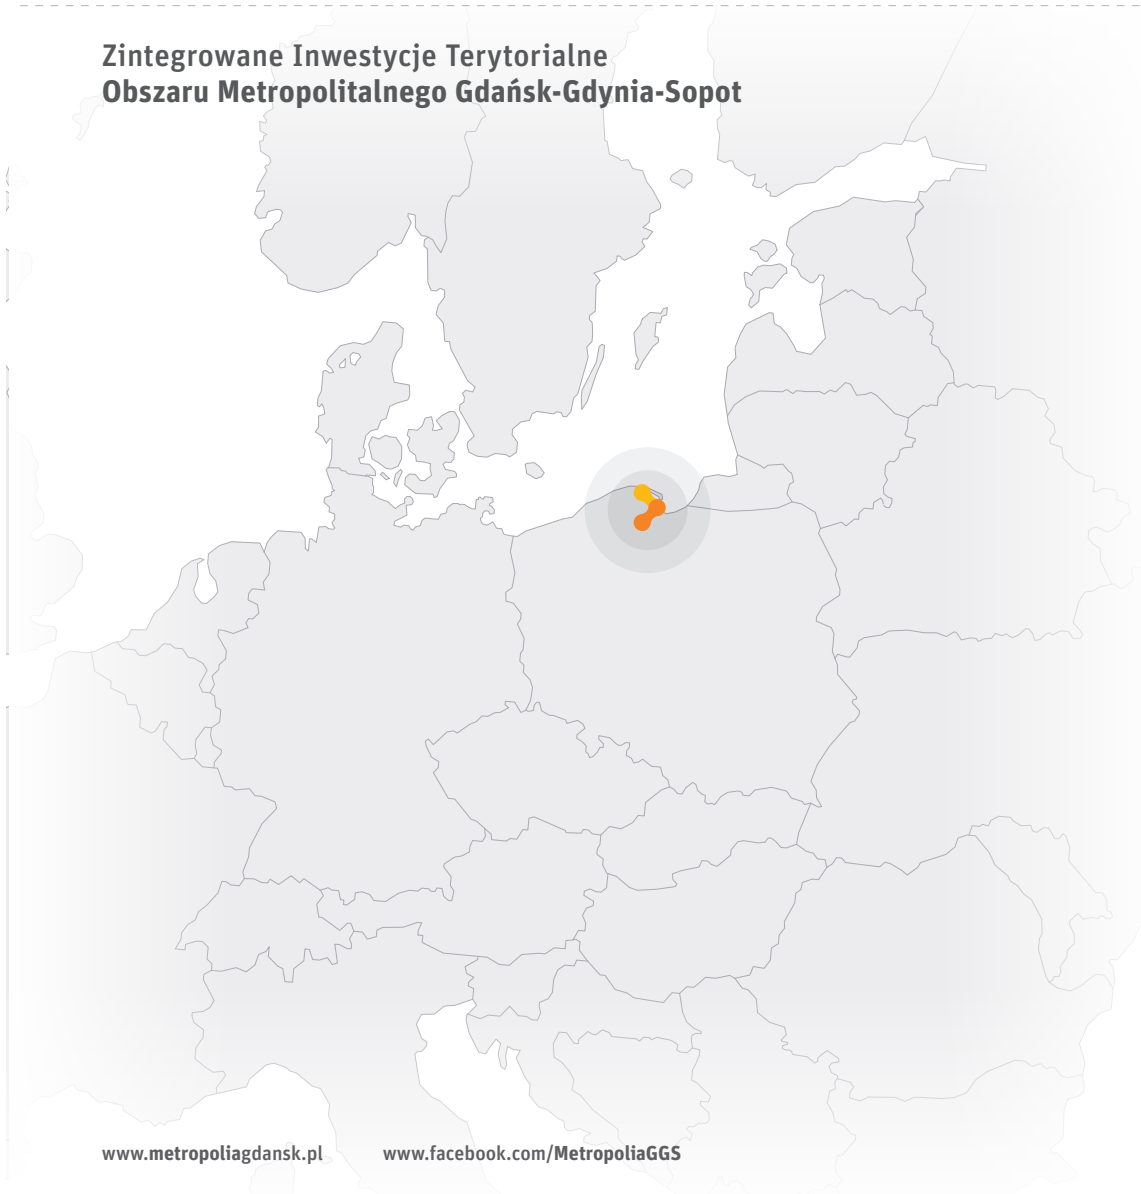 Zintegrowane Inwestycje Terytorialne
Obszaru Metropolitalnego Gdańsk-Gdynia-Sopot
www.metropoliagdansk.pl www.facebook.com/MetropoliaGGS